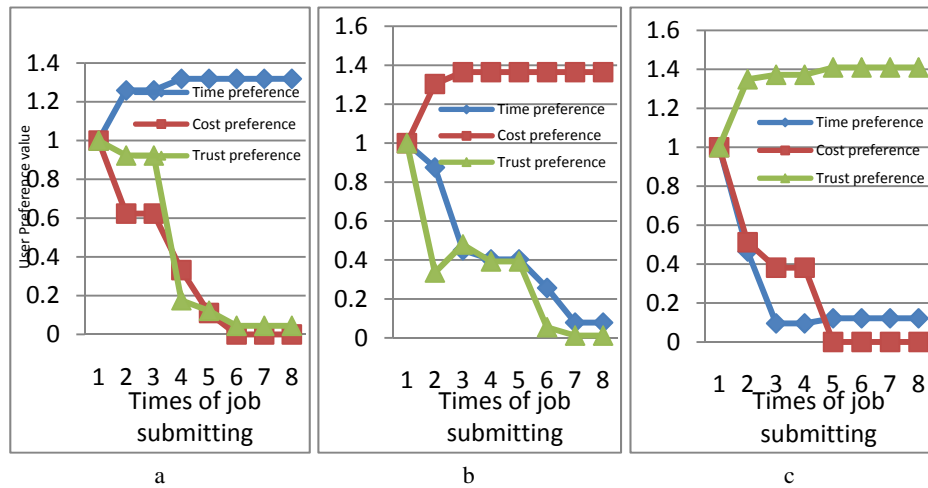 User Preference value
1.4
1.2
1
0.8
0.6
0.4
0.2
0
Time preference
Cost preference
Trust preference
1 2 3 4 5 6 7 8
Times of job
submitting
a
1.6
1.4
1.2
1
0.8
0.6
0.4
0.2
0
Time preference
Cost preference
Trust preference
1 2 3 4 5 6 7 8
Times of job
submitting
b
1.6
1.4
1.2
1
0.8
0.6
0.4
0.2
0
Time preference
Cost preference
Trust preference
1 2 3 4 5 6 7 8
Times of job
submitting
c